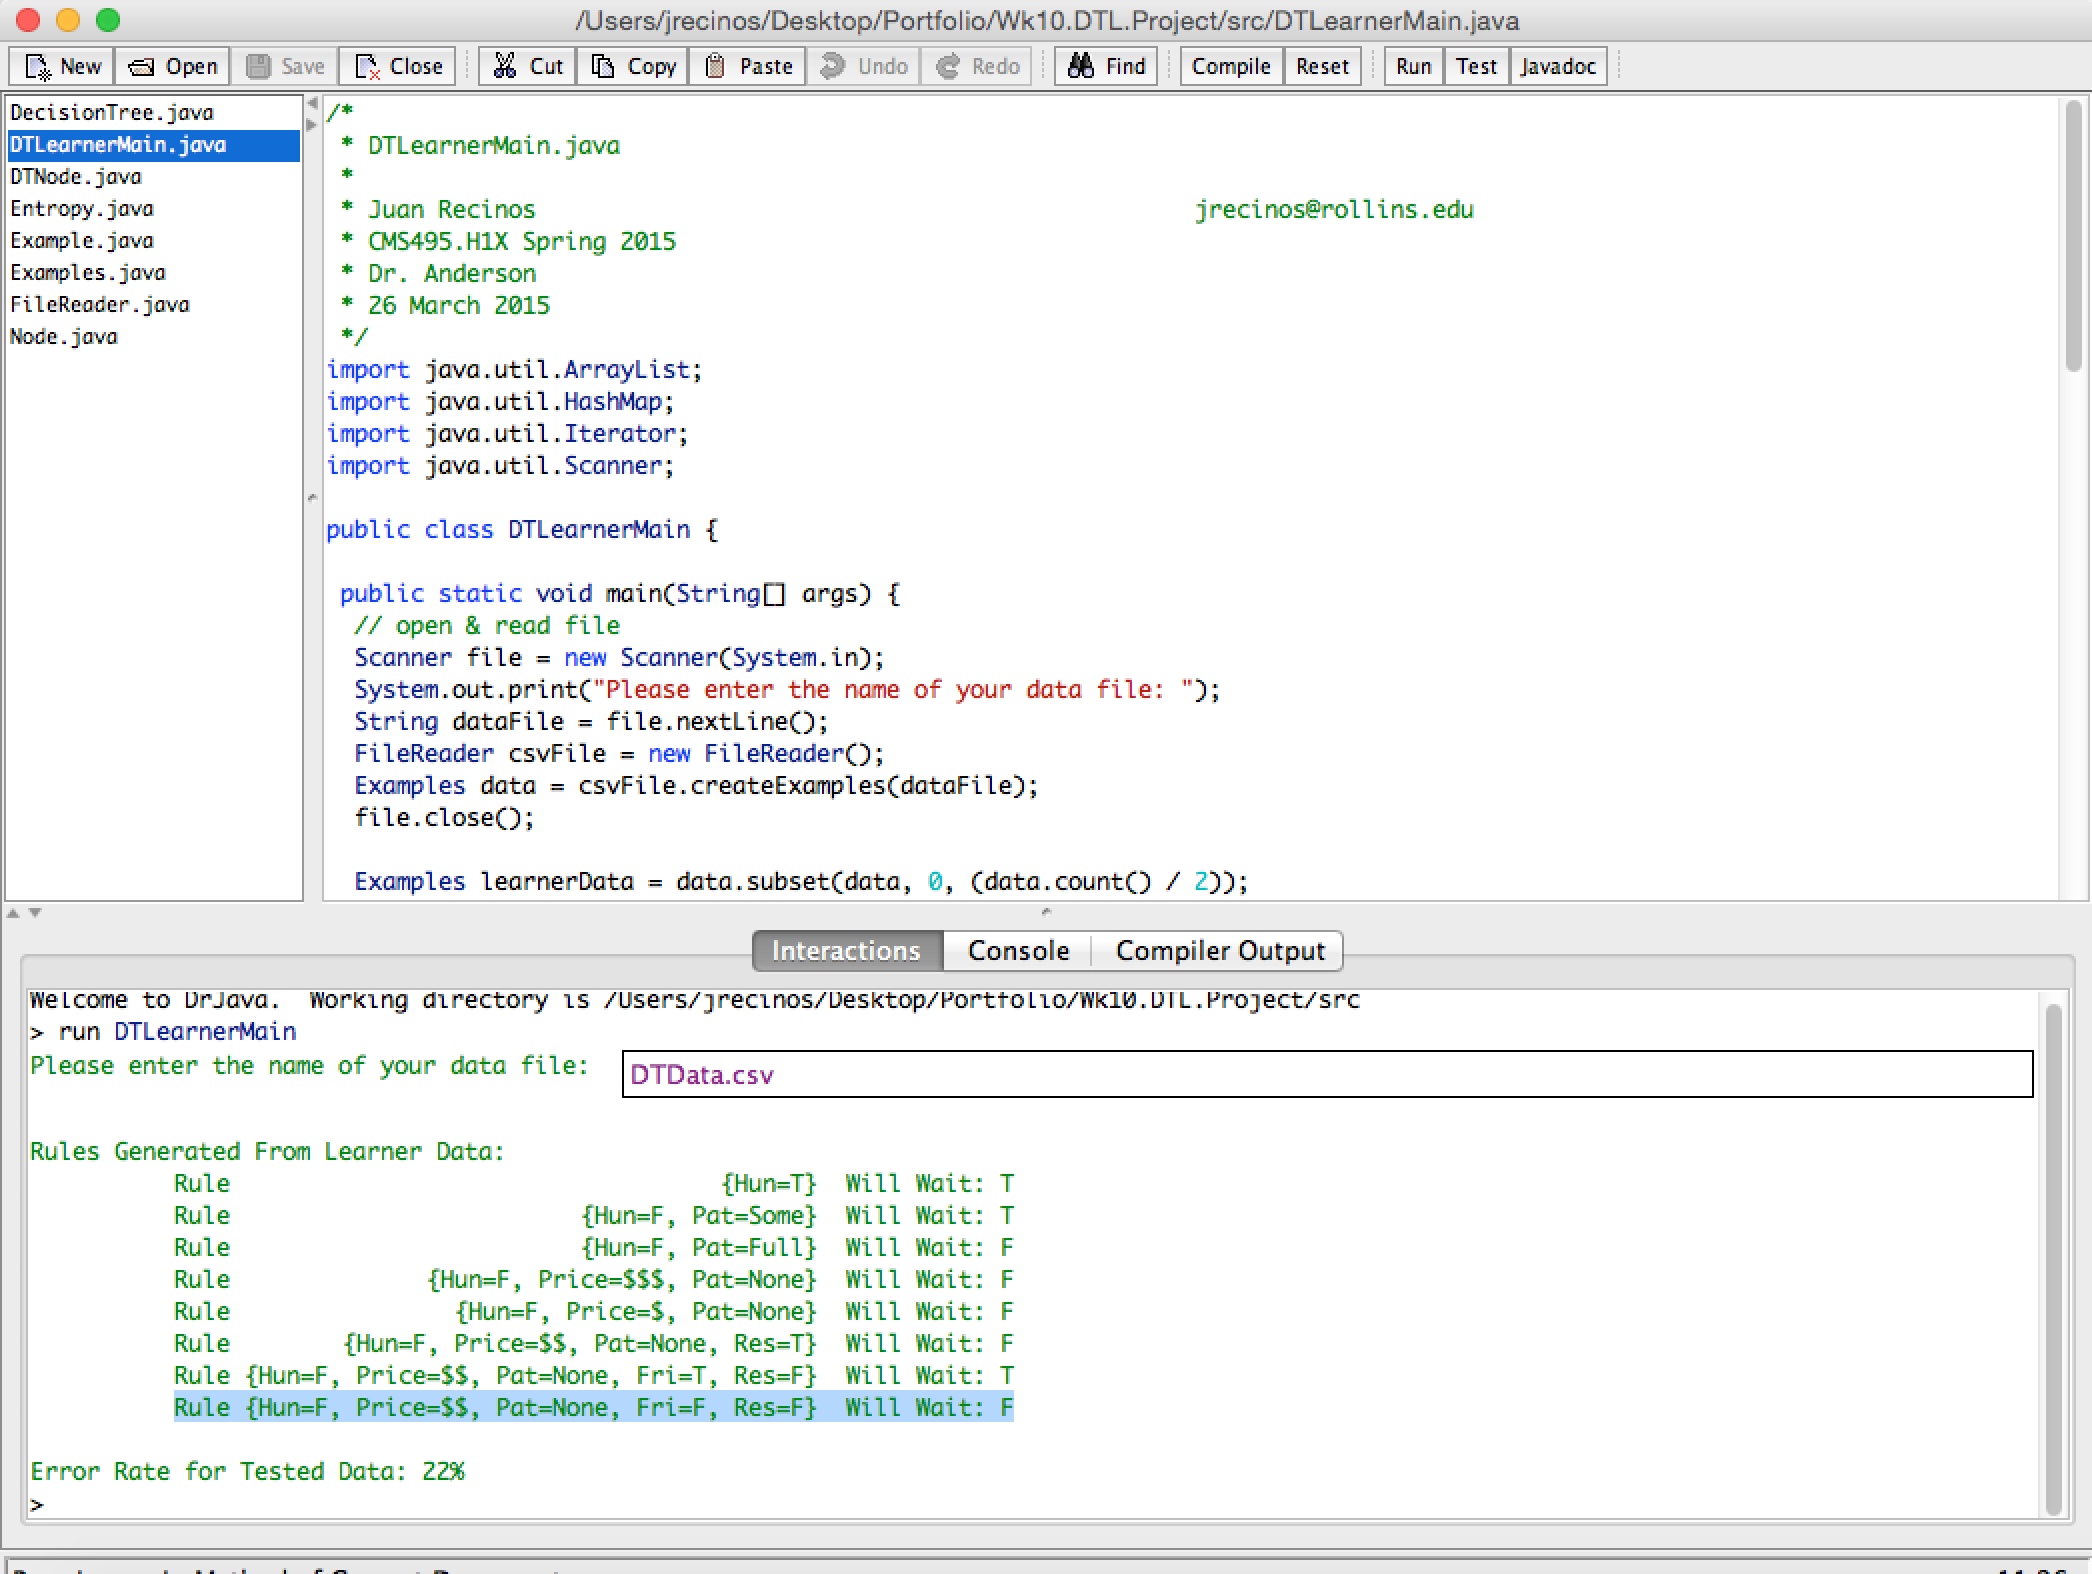 /Users/jrecinos/Desktop/Portfolio/Wk10.DTL.Project/src/DTLearnerMain.java
New Open Save Close Cut Copy Paste Undo Redo Find Compile Reset Run Test Javadoc
DecisionTree.java
DTLearnerMain.java
DTNode.java
Entropy.java
Example.java
Examples.java
FileReader.java
Node.java
/*
* DTLearnerMain.java
*
* Juan Recinos jrecinos@rollins.edu
* CMS495.H1X Spring 2015
* Dr. Anderson
* 26 March 2015
*/
import java.util.ArrayList;
import java.util.HashMap;
import java.util.Iterator;
import java.util.Scanner;
public class DTLearnerMain {
public static void main(String[] args) {
// open & read file
Scanner file = new Scanner(System.in);
System.out.print("Please enter the name of your data file: ");
String dataFile = file.nextLine();
FileReader csvFile = new FileReader();
Examples data = csvFile.createExamples(dataFile);
file.close();
Examples learnerData = data.subset(data, 0, (data.count() / 2));
Interactions Console Compiler Output
Welcome to DrJava. Working directory is /Users/jrecinos/Desktop/Portfolio/Wk10.DTL.Project/src
> run DTLearnerMain
Please enter the name of your data file: DTData.csv
Rules Generated From Learner Data:
Rule {Hun=T} Will Wait: T
Rule {Hun=F, Pat=Some} Will Wait: T
Rule {Hun=F, Pat=Full} Will Wait: F
Rule {Hun=F, Price=$$$, Pat=None} Will Wait: F
Rule {Hun=F, Price=$, Pat=None} Will Wait: F
Rule {Hun=F, Price=$$, Pat=None, Res=T} Will Wait: F
Rule {Hun=F, Price=$$, Pat=None, Fri=T, Res=F} Will Wait: T
Rule {Hun=F, Price=$$, Pat=None, Fri=F, Res=F} Will Wait: F
Error Rate for Tested Data: 22%
>